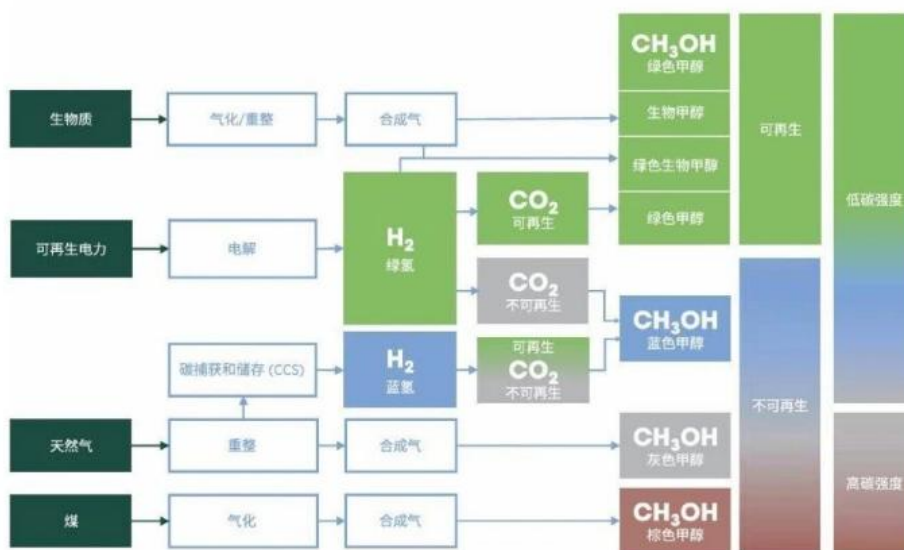 CH₃OH
绿色甲醇
生物质
气化/重整
合成气
生物甲醇
可再生
绿色生物甲醇
低碳强度
H₂
绿氢
CO₂
可再生
绿色甲醇
可再生电力
电解
CO₂
不可再生
CH₃OH
蓝色甲醇
碳捕获和储存 (CCS)
H₂
蓝氢
可再生
CO₂
不可再生
不可再生
天然气
重整
合成气
CH₃OH
灰色甲醇
高碳强度
煤
气化
合成气
CH₃OH
棕色甲醇